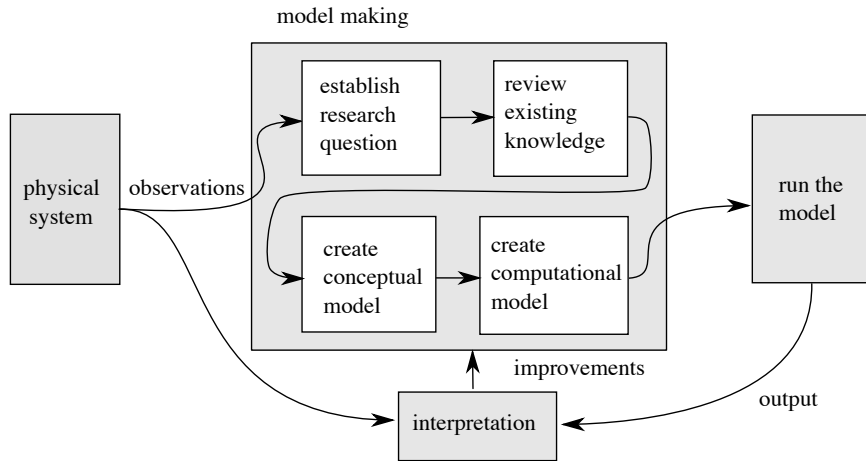 model making
establish
research
question
review
existing
knowledge
physical
system
observations
run the
model
create
conceptual
model
create
computational
model
improvements
interpretation
output